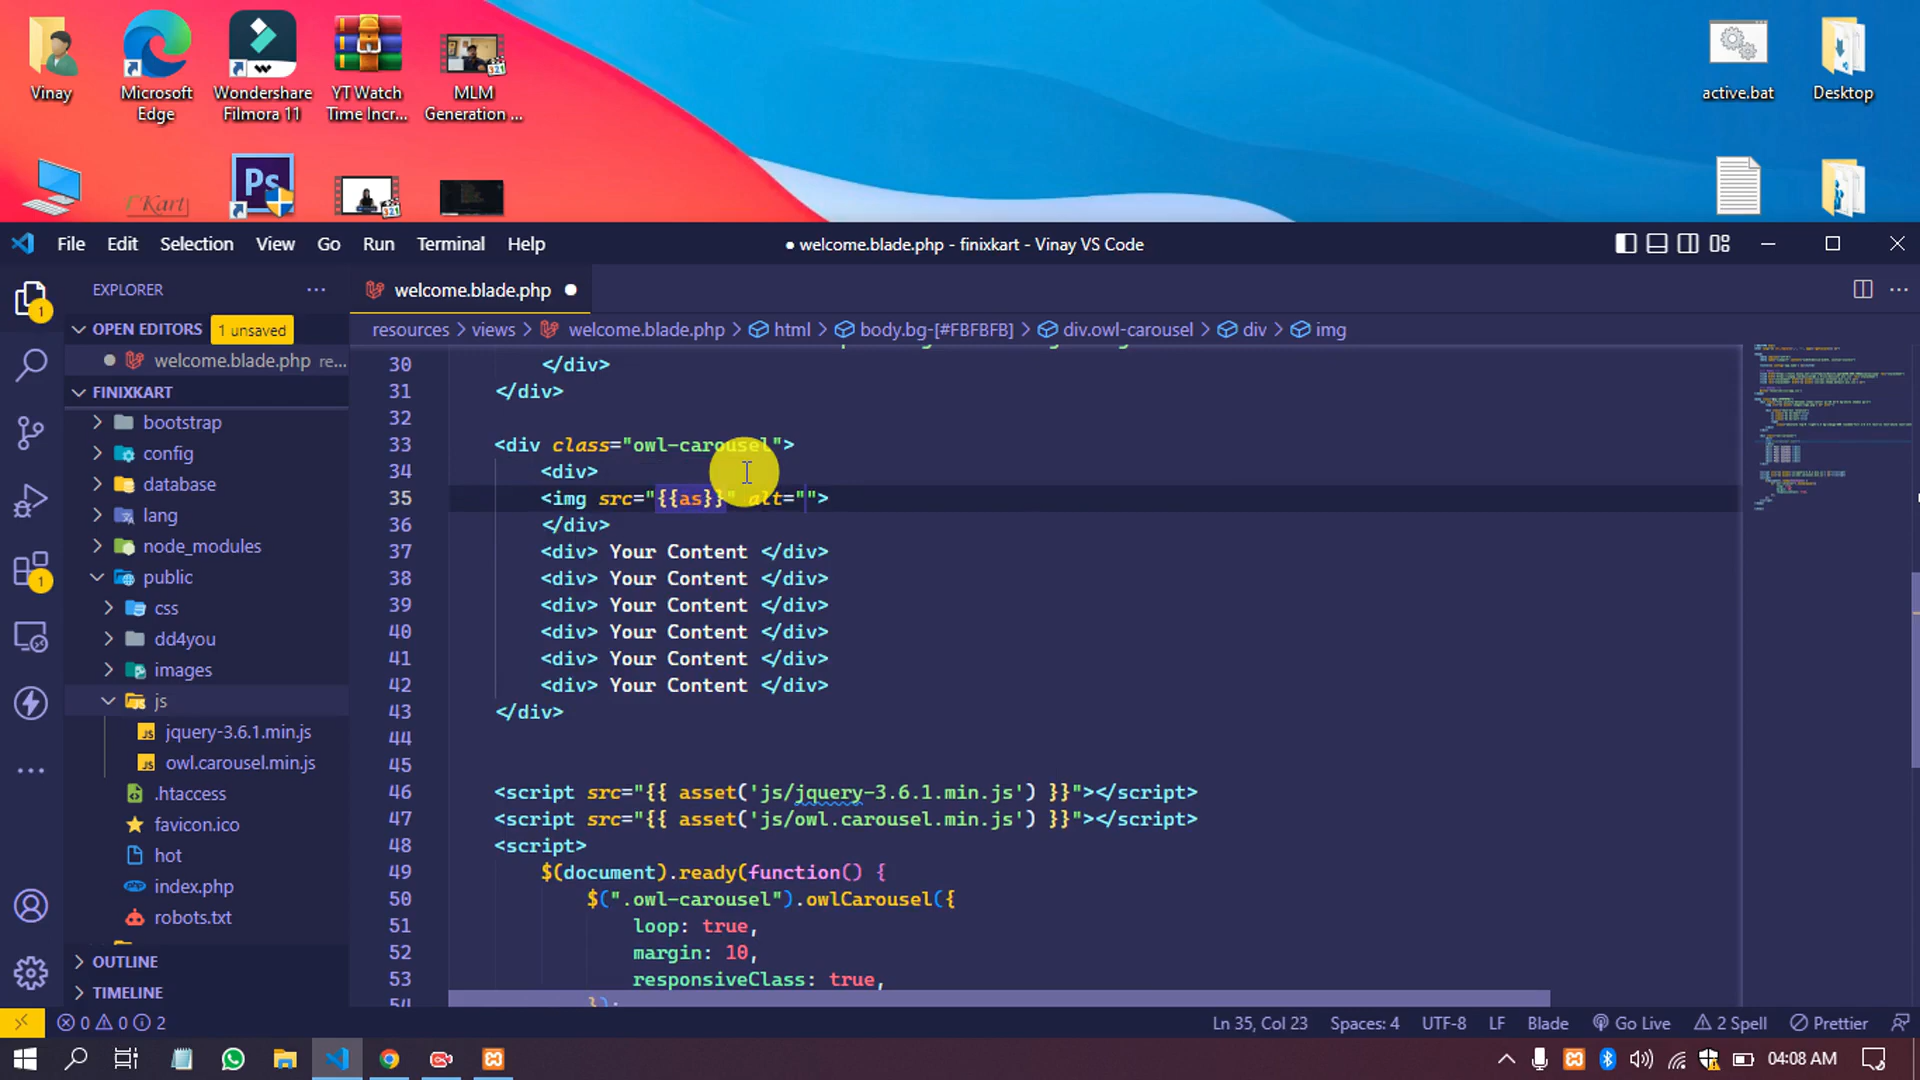 Vinay
Microsoft
Edge
Wondershare
Filmora 11
YT Watch
Time Incr...
MLM
Generation ...
active.bat
Desktop
Ps
File Edit Selection View Go Run Terminal Help
● welcome.blade.php - finixkart - Vinay VS Code
EXPLORER ···
OPEN EDITORS 1 unsaved
welcome.blade.php re...
FINIXKART
bootstrap
config
database
lang
node_modules
public
css
dd4you
images
js
jquery-3.6.1.min.js
owl.carousel.min.js
.htaccess
favicon.ico
hot
index.php
robots.txt
OUTLINE
TIMELINE
welcome.blade.php ●
resources > views > welcome.blade.php > html > body.bg-[#FBFBFB] > div.owl-carousel > div > img
30 </div>
31 </div>
32
33 <div class="owl-carousel">
34 <div>
35 <img src="{{as}}" alt="">
36 </div>
37 <div> Your Content </div>
38 <div> Your Content </div>
39 <div> Your Content </div>
40 <div> Your Content </div>
41 <div> Your Content </div>
42 <div> Your Content </div>
43 </div>
44
45
46 <script src="{{ asset('js/jquery-3.6.1.min.js') }}"></script>
47 <script src="{{ asset('js/owl.carousel.min.js') }}"></script>
48 <script>
49 $(document).ready(function() {
50 $(".owl-carousel").owlCarousel({
51 loop: true,
52 margin: 10,
53 responsiveClass: true,
54 });
0 0 2
Ln 35, Col 23 Spaces: 4 UTF-8 LF Blade Go Live 2 Spell Prettier
04:08 AM